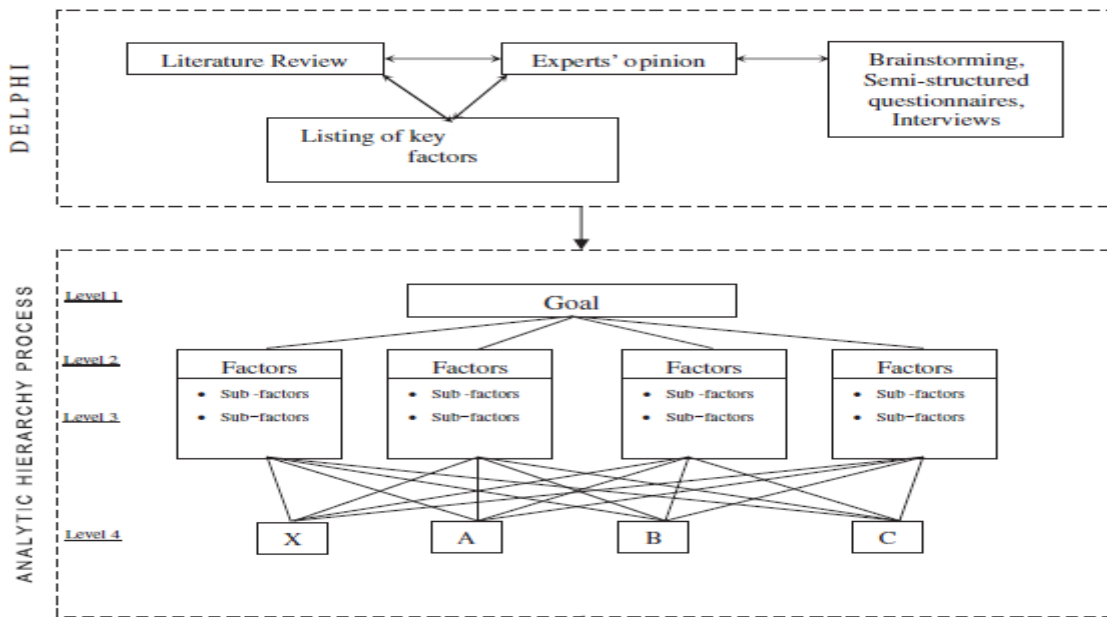 DELPHI
Literature Review
Experts' opinion
Brainstorming,
Semi-structured
questionnaires,
Interviews
Listing of key
factors
ANALYTIC HIERARCHY PROCESS
Level 1
Goal
Level 2
Factors
Factors
Factors
Factors
Level 3
• Sub -factors
• Sub-factors
• Sub -factors
• Sub-factors
• Sub -factors
• Sub-factors
• Sub -factors
• Sub-factors
Level 4
X
A
B
C